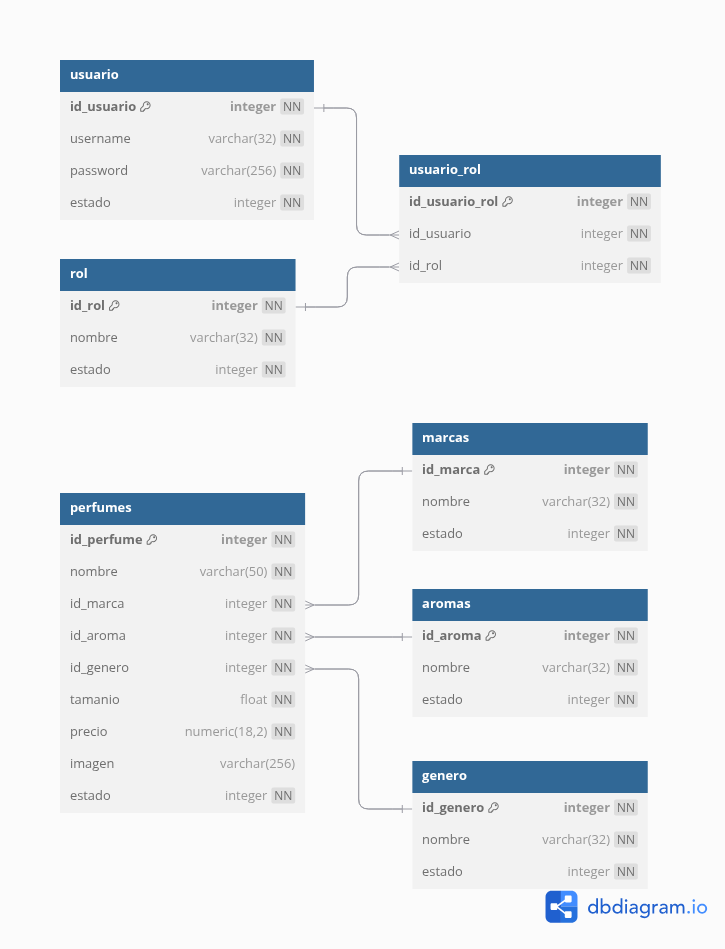 usuario
id_usuario integer NN
username varchar(32) NN
password varchar(256) NN
estado integer NN
usuario_rol
id_usuario_rol integer NN
id_usuario integer NN
id_rol integer NN
rol
id_rol integer NN
nombre varchar(32) NN
estado integer NN
marcas
id_marca integer NN
nombre varchar(32) NN
estado integer NN
perfumes
id_perfume integer NN
nombre varchar(50) NN
id_marca integer NN
id_aroma integer NN
id_genero integer NN
tamanio float NN
precio numeric(18,2) NN
imagen varchar(256)
estado integer NN
aromas
id_aroma integer NN
nombre varchar(32) NN
estado integer NN
genero
id_genero integer NN
nombre varchar(32) NN
estado integer NN
dbdiagram.io